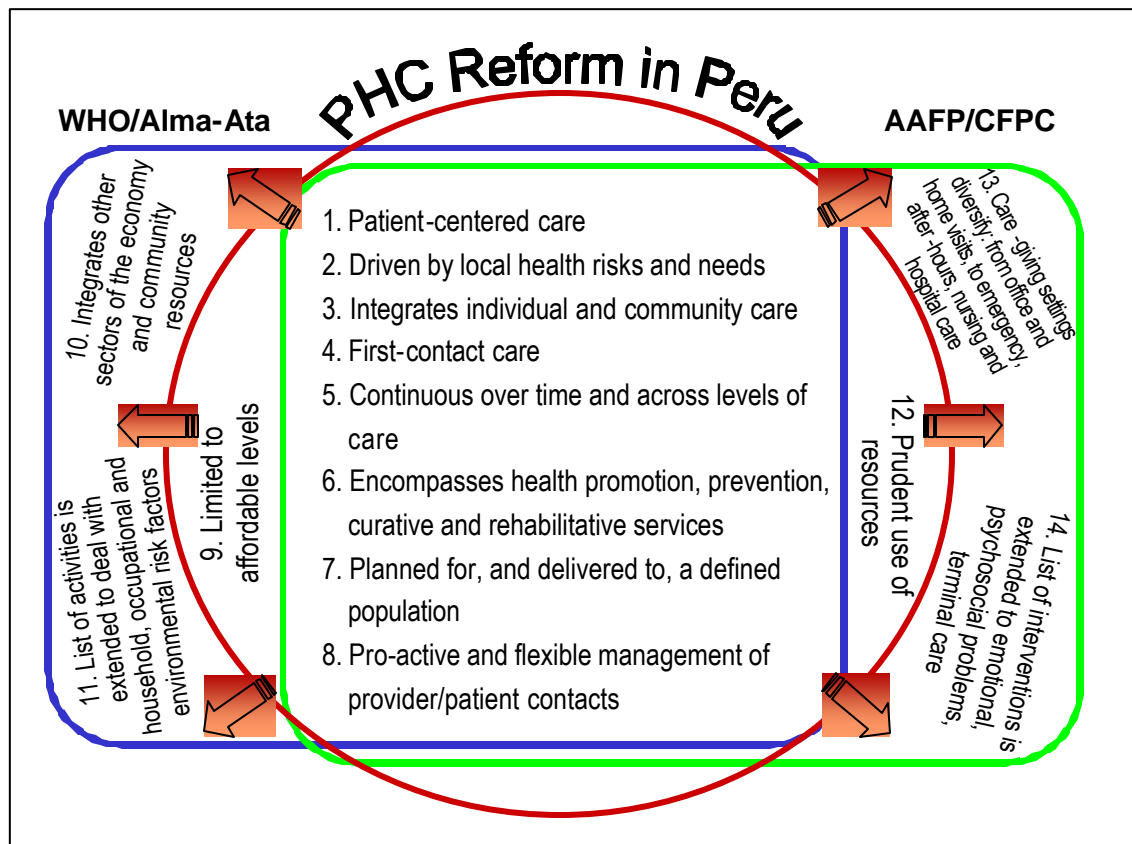 PHC Reform in Peru
WHO/Alma-Ata
AAFP/CFPC
1. Patient-centered care
2. Driven by local health risks and needs
3. Integrates individual and community care
4. First-contact care
5. Continuous over time and across levels of
care
6. Encompasses health promotion, prevention,
curative and rehabilitative services
7. Planned for, and delivered to, a defined
population
8. Pro-active and flexible management of
provider/patient contacts
9. Limited to
affordable levels
10. Integrates other
sectors of the economy
and community
resources
11. List of activities is
extended to deal with
household, occupational and
environmental risk factors
12. Prudent use of
resources
13. Care -giving settings
diversify: from office and
home visits, to emergency,
after -hours, nursing and
hospital care
14. List of interventions is
extended to emotional,
psychosocial problems,
terminal care